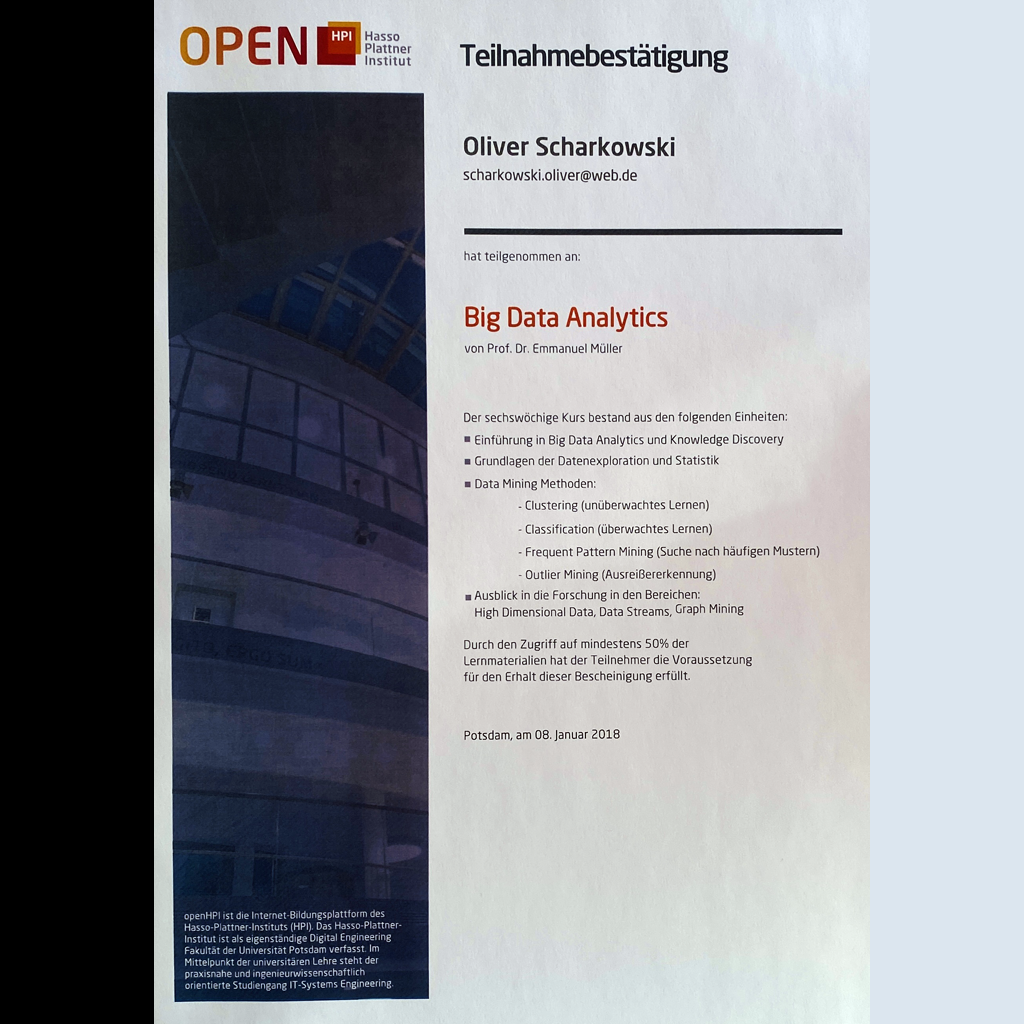 OPEN HPI Hasso
Plattner
Institut
Teilnahmebestätigung
Oliver Scharkowski
scharkowski.oliver@web.de
hat teilgenommen an:
Big Data Analytics
von Prof. Dr. Emmanuel Müller
Der sechswöchige Kurs bestand aus den folgenden Einheiten:
Einführung in Big Data Analytics und Knowledge Discovery
Grundlagen der Datenexploration und Statistik
Data Mining Methoden:
- Clustering (unüberwachtes Lernen)
- Classification (überwachtes Lernen)
- Frequent Pattern Mining (Suche nach häufigen Mustern)
- Outlier Mining (Ausreißererkennung)
Ausblick in die Forschung in den Bereichen:
High Dimensional Data, Data Streams, Graph Mining
Durch den Zugriff auf mindestens 50% der
Lernmaterialien hat der Teilnehmer die Voraussetzung
für den Erhalt dieser Bescheinigung erfüllt.
Potsdam, am 08. Januar 2018
ERGO SUM
openHPI ist die Internet-Bildungsplattform des
Hasso-Plattner-Instituts (HPI). Das Hasso-Plattner-
Institut ist als eigenständige Digital Engineering
Fakultät der Universität Potsdam verfasst. Im
Mittelpunkt der universitären Lehre steht der
praxisnahe und ingenieurwissenschaftlich
orientierte Studiengang IT-Systems Engineering.